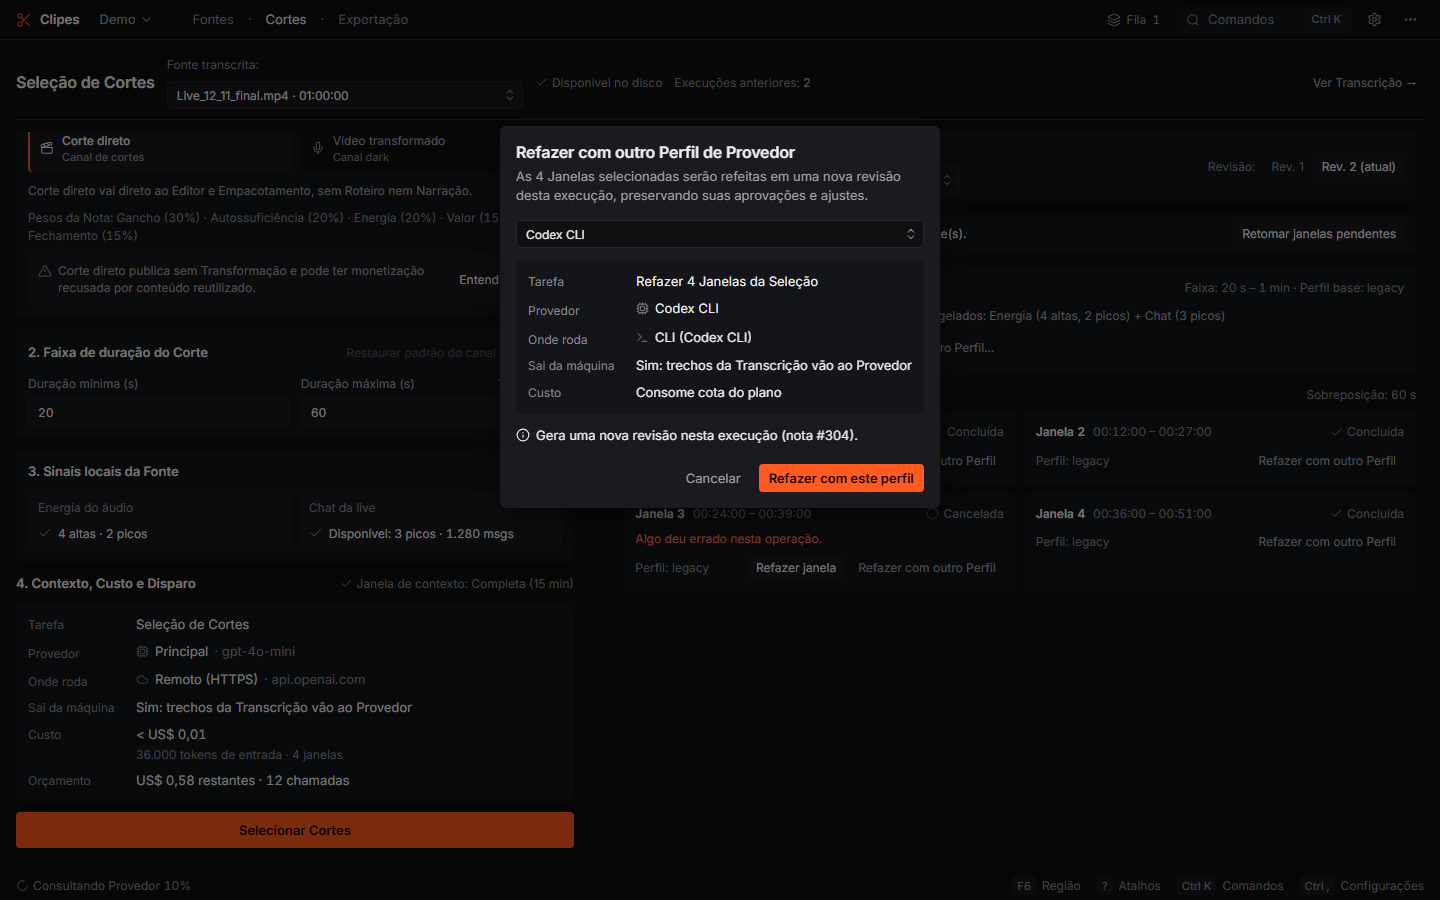 Clipes
Demo
Fontes · Cortes · Exportação
Fila 1
Comandos
Ctrl K
Seleção de Cortes
Fonte transcrita:
Live_12_11_final.mp4 · 01:00:00
Disponível no disco
Execuções anteriores: 2
Ver Transcrição →
Corte direto
Canal de cortes
Vídeo transformado
Canal dark
Corte direto vai direto ao Editor e Empacotamento, sem Roteiro nem Narração.
Pesos da Nota: Gancho (30%) · Autossuficiência (20%) · Energia (20%) · Valor (15
Fechamento (15%)
Corte direto publica sem Transformação e pode ter monetização
recusada por conteúdo reutilizado.
Entend
2. Faixa de duração do Corte
Restaurar padrão do canal
Duração mínima (s)
Duração máxima (s)
20
60
3. Sinais locais da Fonte
Energia do áudio
4 altas · 2 picos
Chat da live
Disponível: 3 picos · 1.280 msgs
4. Contexto, Custo e Disparo
Janela de contexto: Completa (15 min)
Tarefa
Seleção de Cortes
Provedor
Principal · gpt-4o-mini
Onde roda
Remoto (HTTPS) · api.openai.com
Sai da máquina
Sim: trechos da Transcrição vão ao Provedor
Custo
< US$ 0,01
36.000 tokens de entrada · 4 janelas
Orçamento
US$ 0,58 restantes · 12 chamadas
Selecionar Cortes
Refazer com outro Perfil de Provedor
As 4 Janelas selecionadas serão refeitas em uma nova revisão
desta execução, preservando suas aprovações e ajustes.
Codex CLI
Tarefa
Refazer 4 Janelas da Seleção
Provedor
Codex CLI
Onde roda
CLI (Codex CLI)
Sai da máquina
Sim: trechos da Transcrição vão ao Provedor
Custo
Consome cota do plano
Gera uma nova revisão nesta execução (nota #304).
Cancelar
Refazer com este perfil
Revisão:
Rev. 1
Rev. 2 (atual)
e(s).
Retomar janelas pendentes
Faixa: 20 s – 1 min · Perfil base: legacy
gelados: Energia (4 altas, 2 picos) + Chat (3 picos)
ro Perfil...
Sobreposição: 60 s
Concluída
utro Perfil
Janela 2 00:12:00 – 00:27:00
Concluída
Perfil: legacy
Refazer com outro Perfil
Janela 3 00:24:00 – 00:39:00
Cancelada
Algo deu errado nesta operação.
Perfil: legacy
Refazer janela
Refazer com outro Perfil
Janela 4 00:36:00 – 00:51:00
Concluída
Perfil: legacy
Refazer com outro Perfil
Consultando Provedor 10%
F6 Região
? Atalhos
Ctrl K Comandos
Ctrl , Configurações